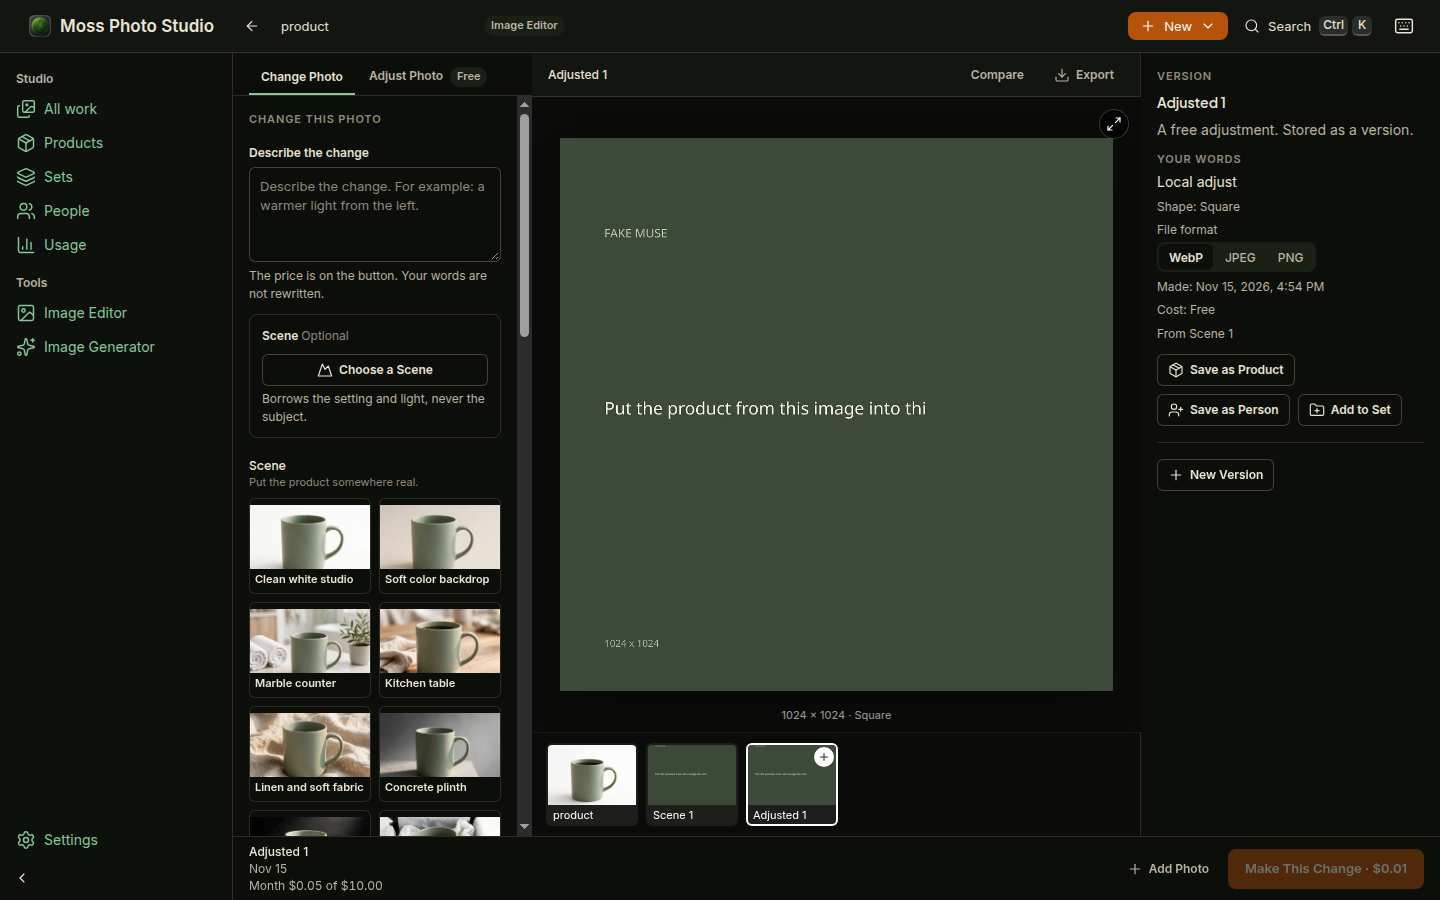 Moss Photo Studio
product
Image Editor
New
Search
Ctrl
K
Studio
All work
Products
Sets
People
Usage
Tools
Image Editor
Image Generator
Settings
Change Photo
Adjust Photo
Free
CHANGE THIS PHOTO
Describe the change
Describe the change. For example: a
warmer light from the left.
The price is on the button. Your words are
not rewritten.
Scene Optional
Choose a Scene
Borrows the setting and light, never the
subject.
Scene
Put the product somewhere real.
Clean white studio
Soft color backdrop
Marble counter
Kitchen table
Linen and soft fabric
Concrete plinth
Adjusted 1
Compare
Export
FAKE MUSE
Put the product from this image into thi
1024 x 1024
1024 × 1024 · Square
product
Scene 1
Adjusted 1
VERSION
Adjusted 1
A free adjustment. Stored as a version.
YOUR WORDS
Local adjust
Shape: Square
File format
WebP
JPEG
PNG
Made: Nov 15, 2026, 4:54 PM
Cost: Free
From Scene 1
Save as Product
Save as Person
Add to Set
New Version
Adjusted 1
Nov 15
Month $0.05 of $10.00
Add Photo
Make This Change · $0.01